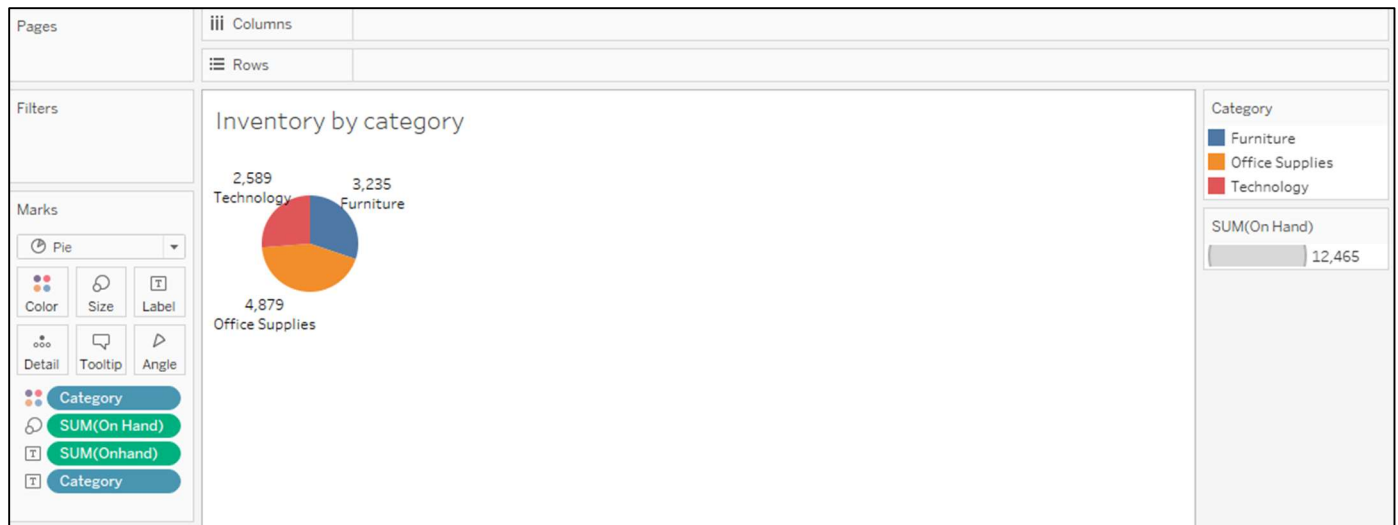 Pages
Columns
Rows
Filters
Marks
Pie
Color Size Label
Detail Tooltip Angle
Category
SUM(On Hand)
SUM(Onhand)
Category
Inventory by category
2,589
Technology
3,235
Furniture
4,879
Office Supplies
Category
Furniture
Office Supplies
Technology
SUM(On Hand)
12,465